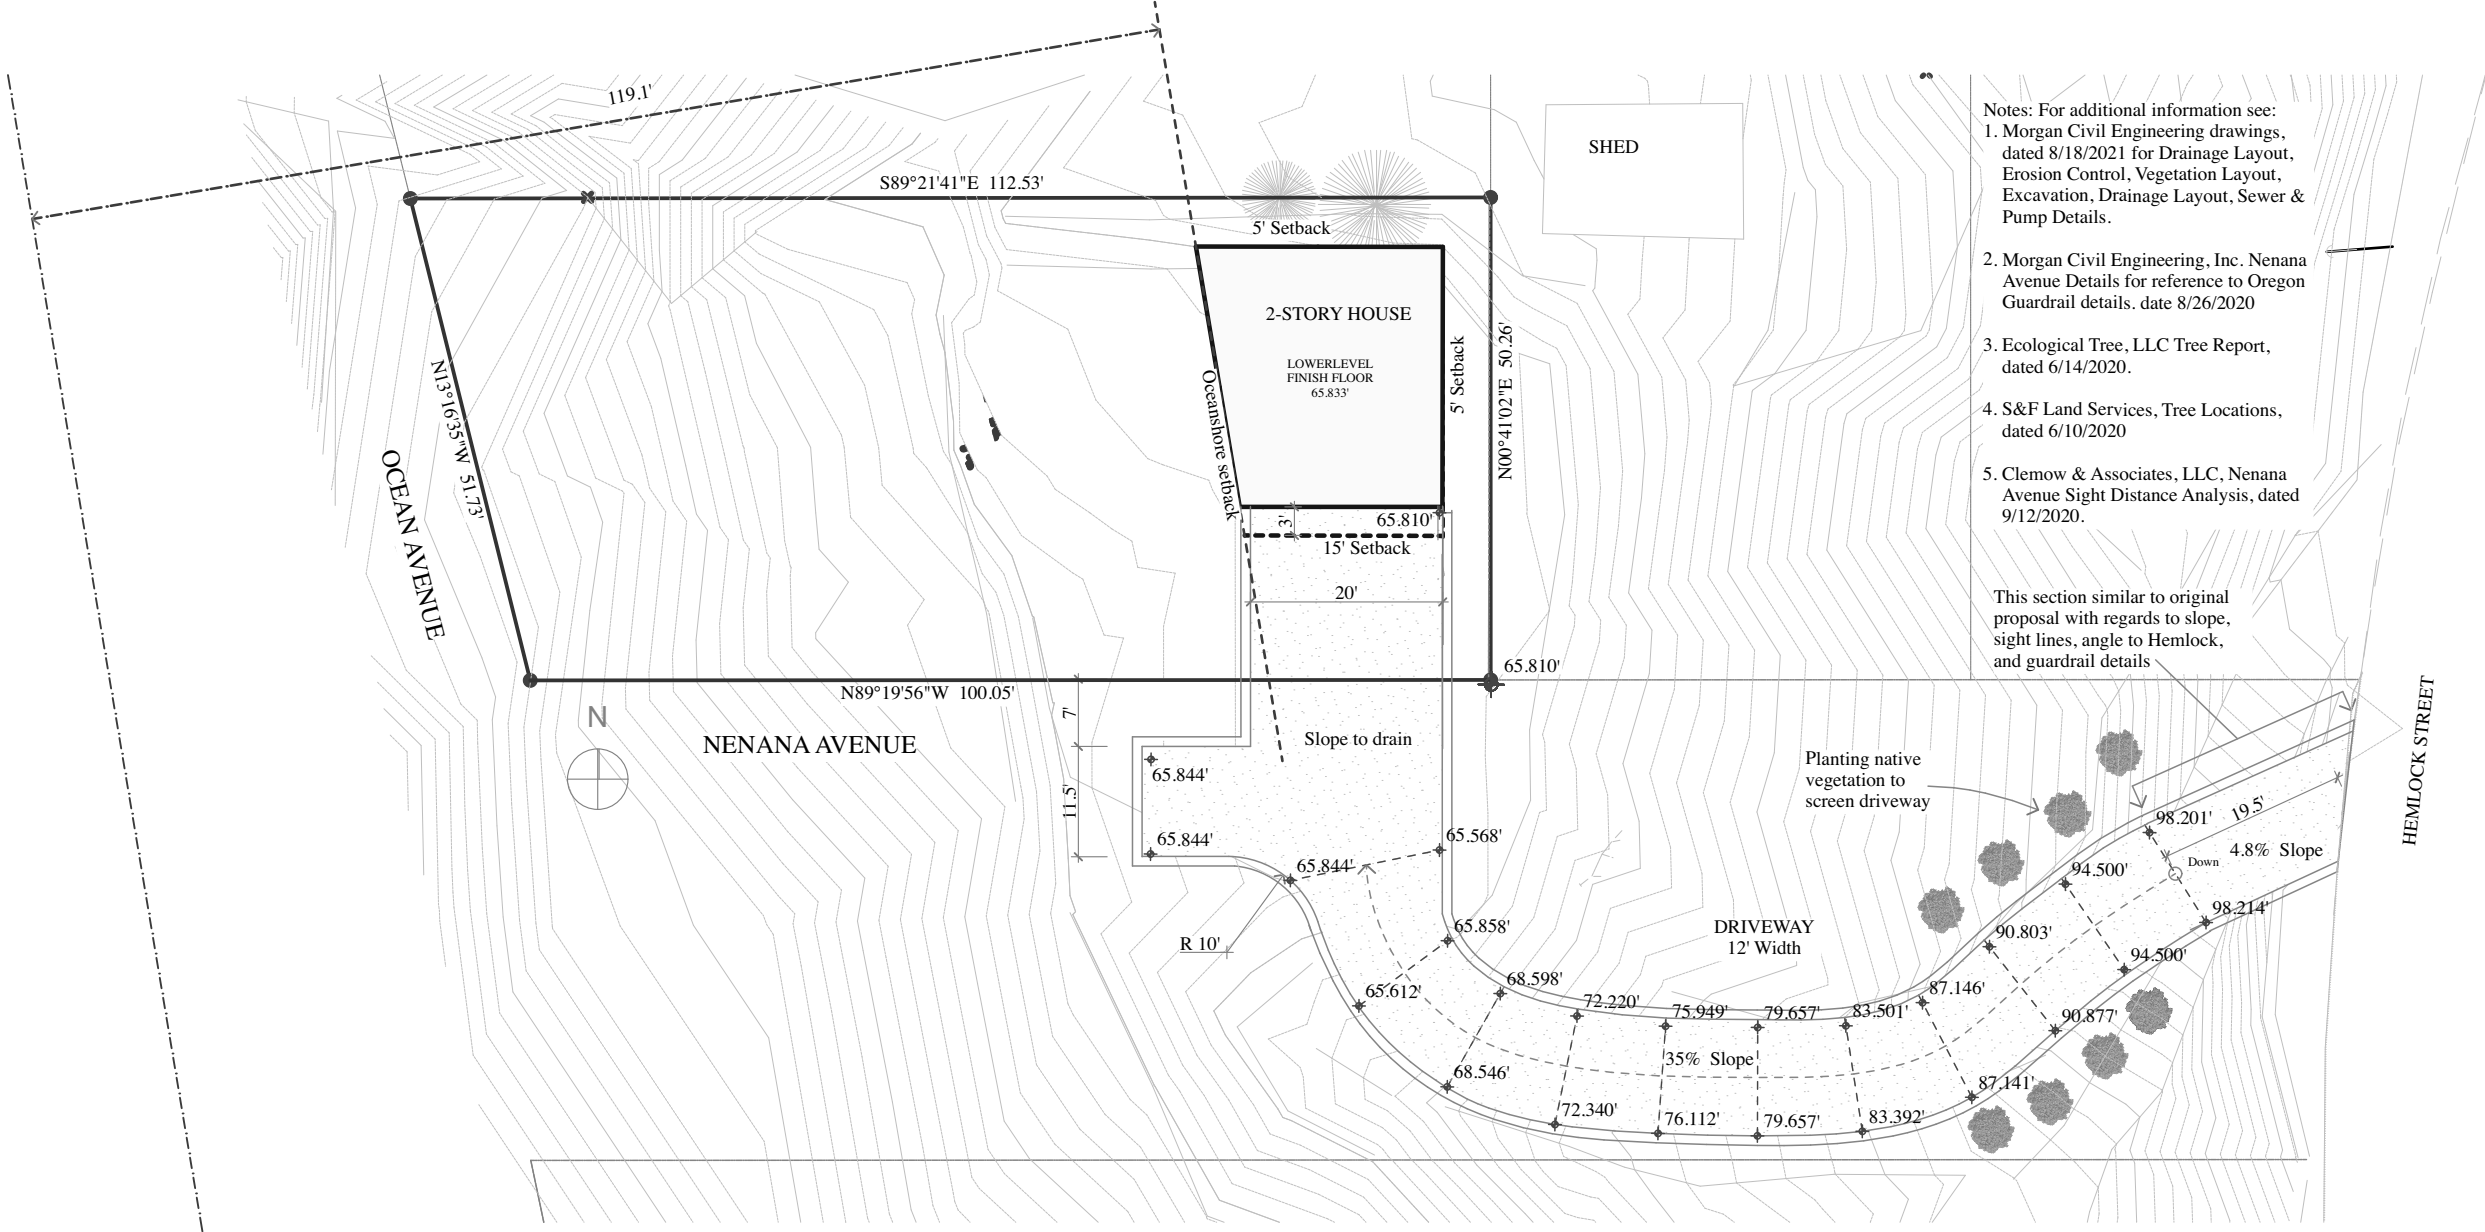 119.1'
S89°21'41"E 112.53'
SHED
5' Setback
2-STORY HOUSE
LOWERLEVEL
FINISH FLOOR
65.833'
Oceanshore setback
5' Setback
N00°41'02"E 50.26'
N13°16'35"W 51.73'
OCEAN AVENUE
3'
65.810'
15' Setback
20'
65.810'
N89°19'56"W 100.05'
N
NENANA AVENUE
7'
11.5'
Slope to drain
65.844'
65.844'
65.844'
65.568'
R 10'
65.858'
65.612'
68.598'
68.546'
72.220'
72.340'
75.949'
76.112'
35% Slope
79.657'
79.657'
83.501'
83.392'
87.146'
87.141'
90.803'
90.877'
94.500'
94.500'
98.201'
98.214'
19.5'
4.8% Slope
Down
DRIVEWAY
12' Width
Planting native
vegetation to
screen driveway
HEMLOCK STREET
This section similar to original
proposal with regards to slope,
sight lines, angle to Hemlock,
and guardrail details
Notes: For additional information see:
1. Morgan Civil Engineering drawings,
dated 8/18/2021 for Drainage Layout,
Erosion Control, Vegetation Layout,
Excavation, Drainage Layout, Sewer &
Pump Details.
2. Morgan Civil Engineering, Inc. Nenana
Avenue Details for reference to Oregon
Guardrail details. date 8/26/2020
3. Ecological Tree, LLC Tree Report,
dated 6/14/2020.
4. S&F Land Services, Tree Locations,
dated 6/10/2020
5. Clemow & Associates, LLC, Nenana
Avenue Sight Distance Analysis, dated
9/12/2020.